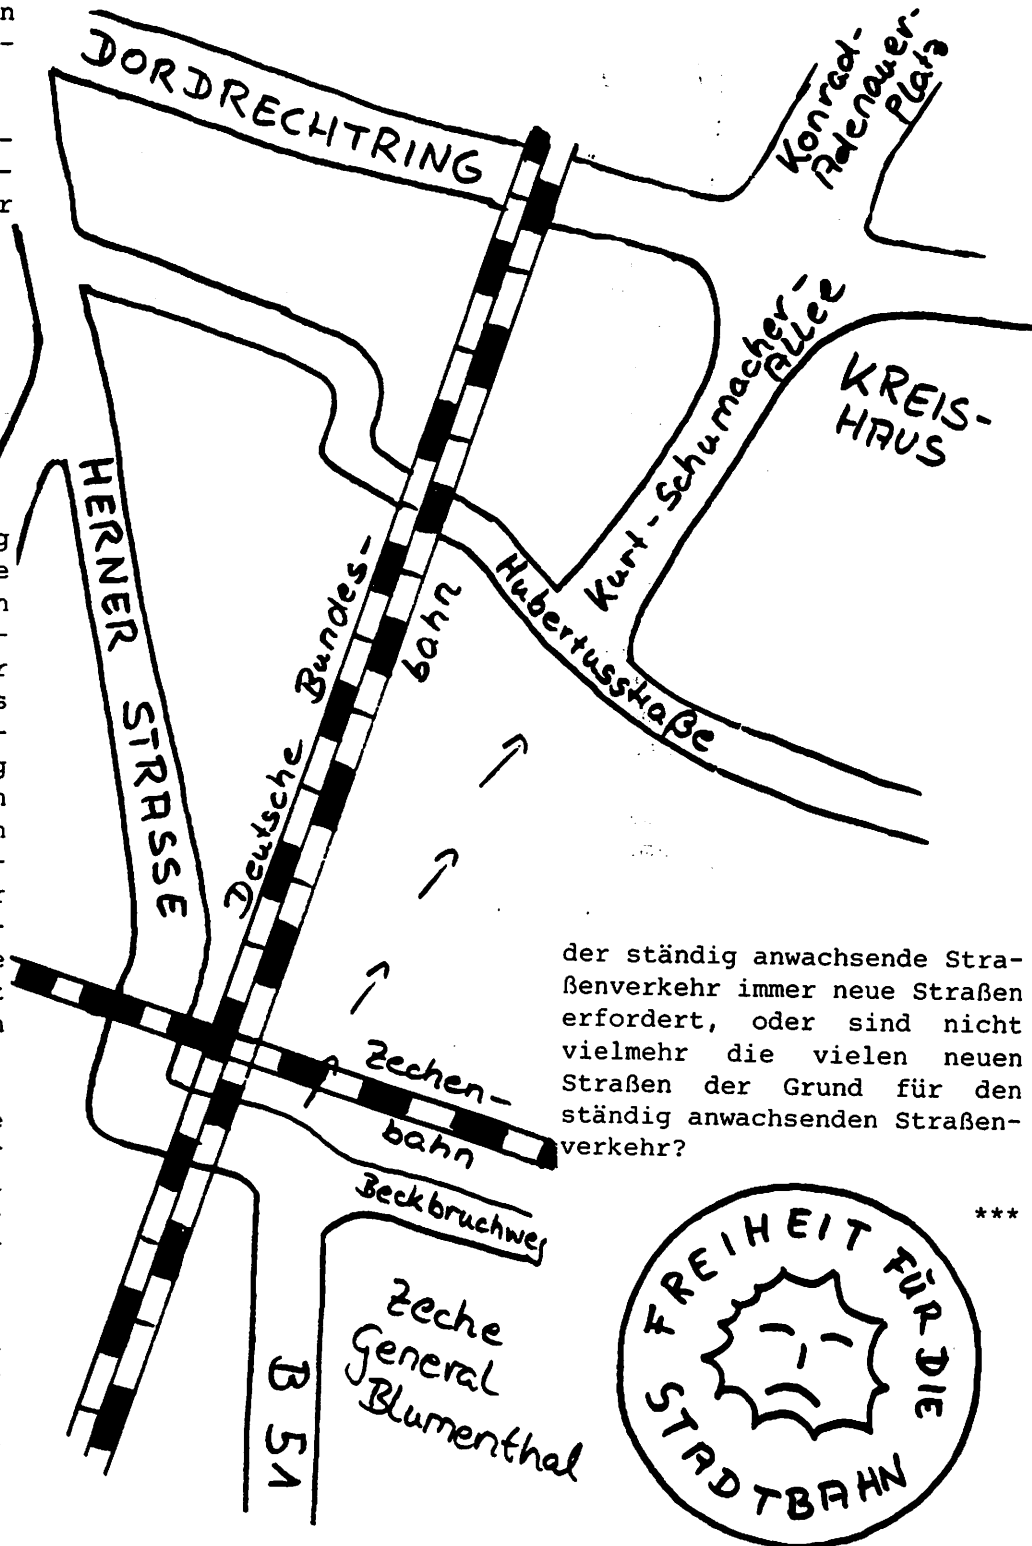 DORDRECHTRING
Konrad-
Adenauer-
Platz
Kurt-Schumacher-
Allee
KREIS-
HAUS
HERNER STRASSE
Deutsche Bundes-
bahn
Hubertusstraße
der ständig anwachsende Stra-
ßenverkehr immer neue Straßen
erfordert, oder sind nicht
vielmehr die vielen neuen
Straßen der Grund für den
ständig anwachsenden Straßen-
verkehr?
***
Zechen-
bahn
Beckbruchweg
Zeche
General
Blumenthal
B 51
FREIHEIT FÜR DIE
STADTBAHN